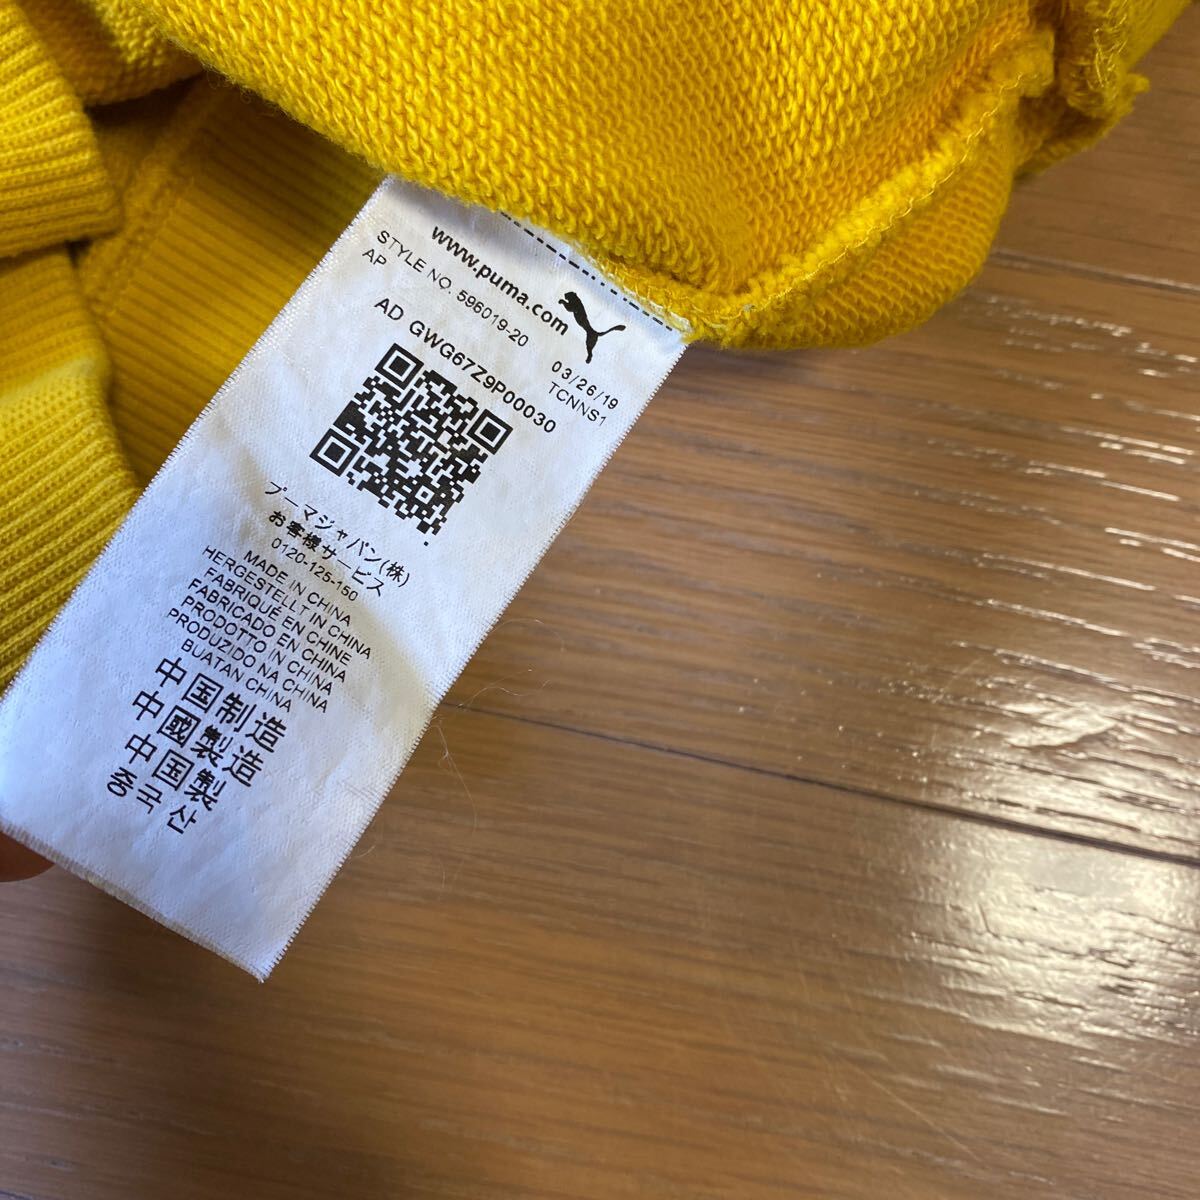 www.puma.com
STYLE NO. 596019-20 03/26/19
AP TCNNS1
AD GWG67Z9P00030
プーマジャパン(株)
お客様サービス
0120-125-150
MADE IN CHINA
HERGESTELLT IN CHINA
FABRIQUÉ EN CHINE
FABRICADO EN CHINA
PRODOTTO IN CHINA
PRODUZIDO NA CHINA
BUATAN CHINA
中国制造
中國製造
中国製
중국 산